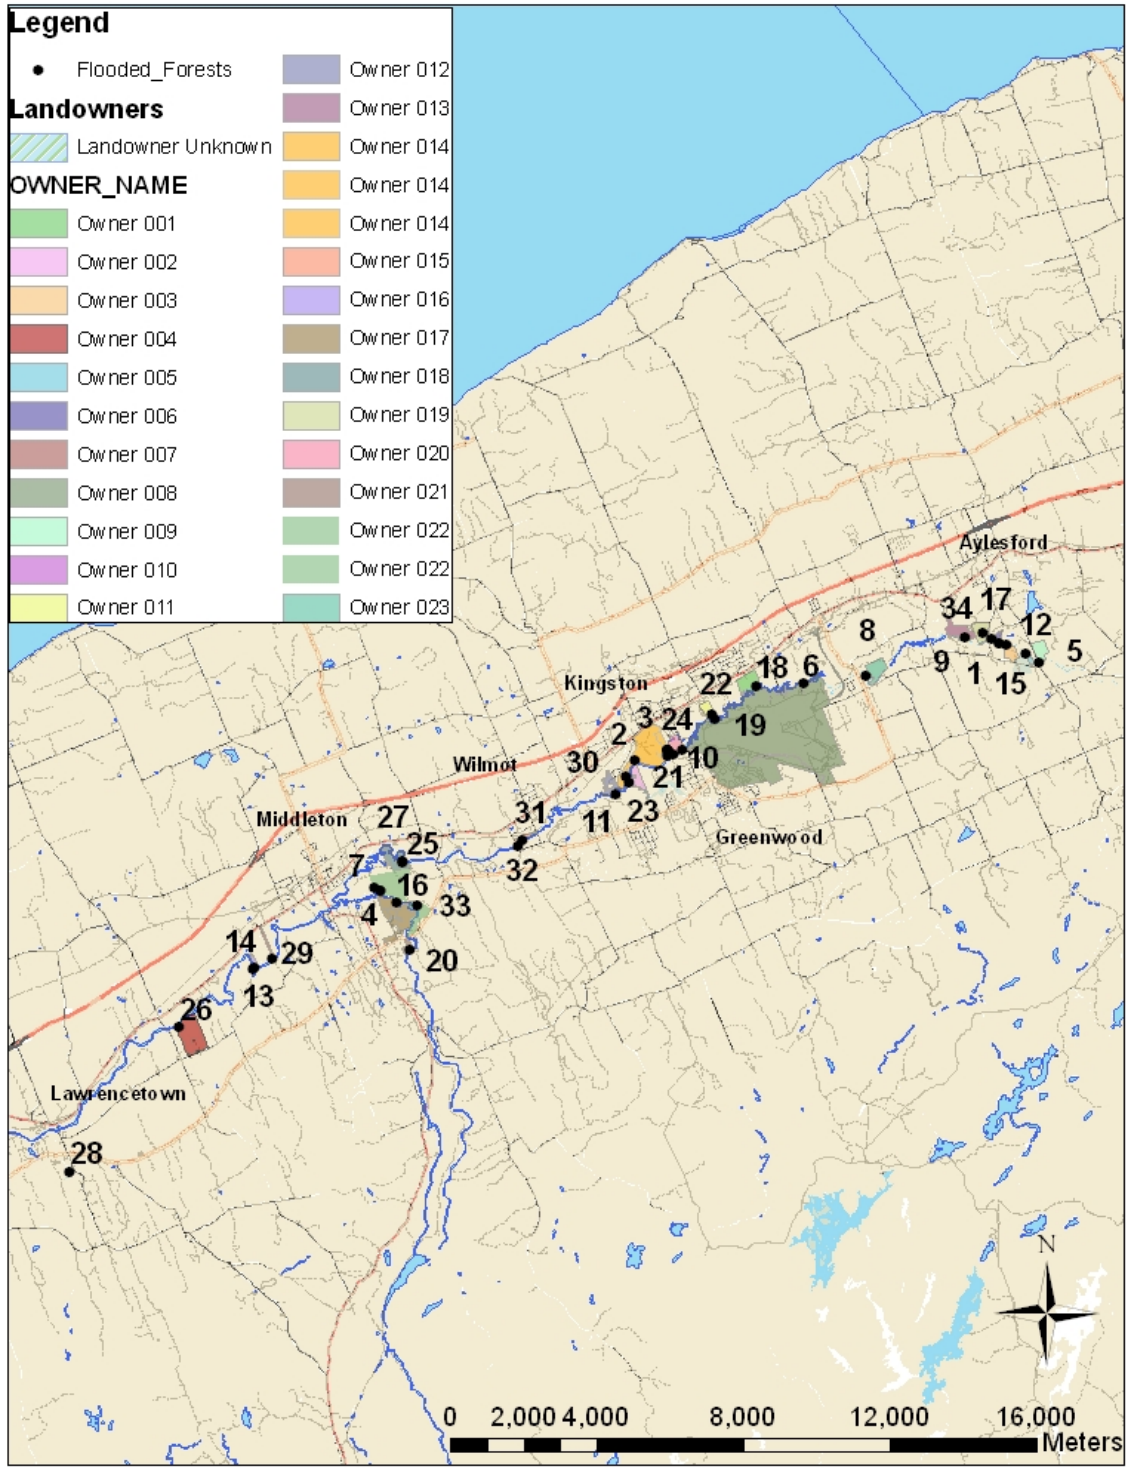 Legend
Flooded_Forests
Landowners
Landowner Unknown
OWNER_NAME
Owner 001
Owner 002
Owner 003
Owner 004
Owner 005
Owner 006
Owner 007
Owner 008
Owner 009
Owner 010
Owner 011
Owner 012
Owner 013
Owner 014
Owner 014
Owner 014
Owner 015
Owner 016
Owner 017
Owner 018
Owner 019
Owner 020
Owner 021
Owner 022
Owner 022
Owner 023
Aylesford
34
17
12
8
5
9
1
15
Kingston
18
6
22
3
24
19
2
10
30
21
Wilmot
23
11
31
Greenwood
Middleton
27
25
32
7
16
33
4
14
29
20
13
26
Lawrencetown
28
N
0
2,000
4,000
8,000
12,000
16,000
Meters